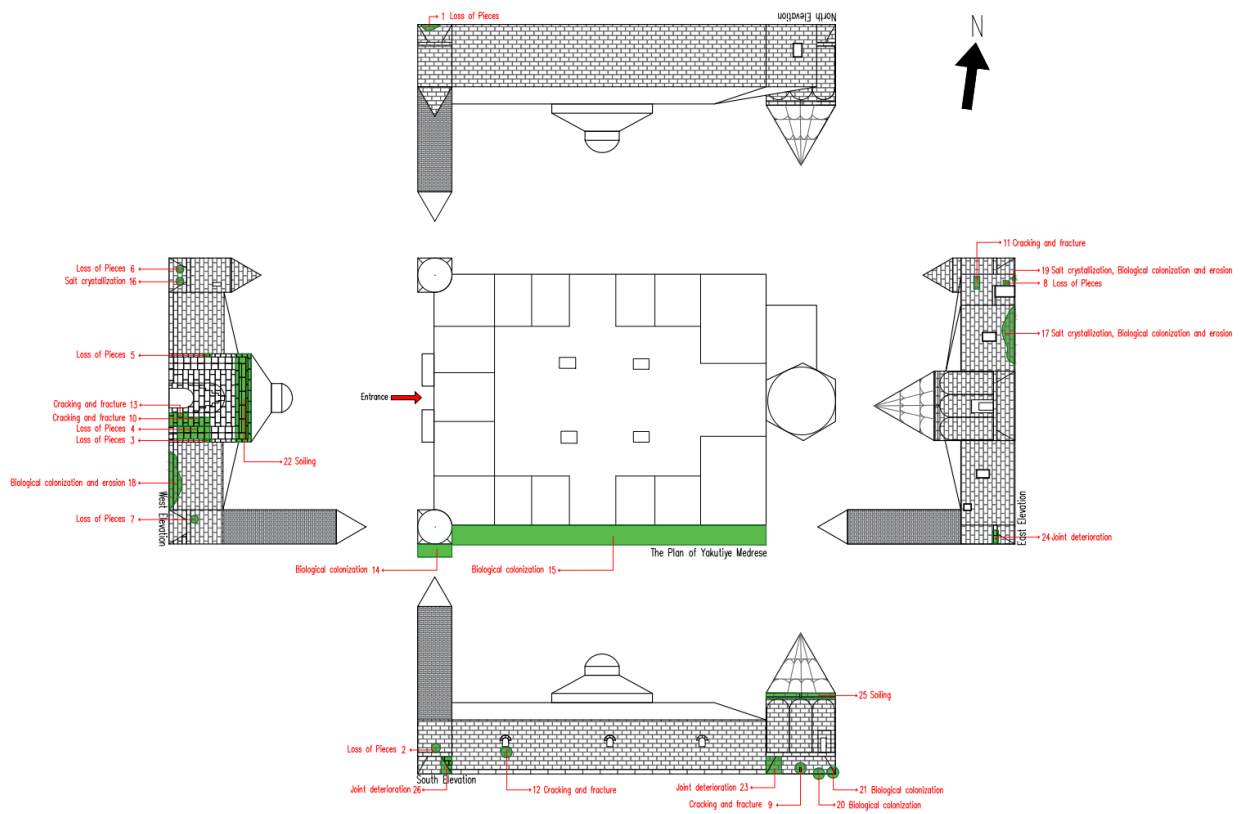 1 Loss of Pieces
North Elevation
N
11 Cracking and fracture
Loss of Pieces 6
19 Salt crystallization, Biological colonization and erosion
Salt crystallization 16
8 Loss of Pieces
17 Salt crystallization, Biological colonization and erosion
Loss of Pieces 5
Entrance
Cracking and fracture 13
Cracking and fracture 10
Loss of Pieces 4
Loss of Pieces 3
22 Soiling
Biological colonization and erosion 18
West Elevation
Loss of Pieces 7
East Elevation
24 Joint deterioration
The Plan of Yakutiye Medrese
Biological colonization 14
Biological colonization 15
25 Soiling
Loss of Pieces 2
South Elevation
Joint deterioration 26
12 Cracking and fracture
Joint deterioration 23
21 Biological colonization
Cracking and fracture 9
20 Biological colonization